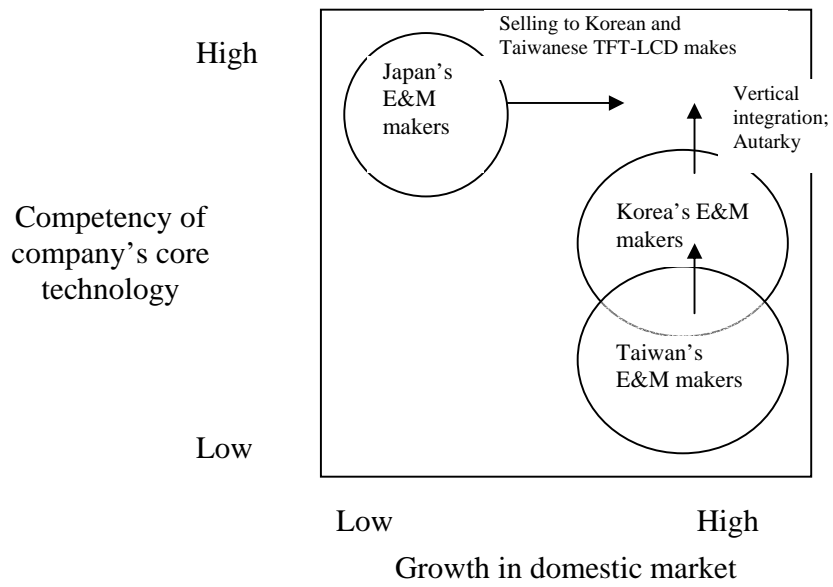 Selling to Korean and
Taiwanese TFT-LCD makes
High
Japan's
E&M
makers
Vertical
integration;
Autarky
Competency of
company's core
technology
Korea's E&M
makers
Taiwan's
E&M makers
Low
Low High
Growth in domestic market